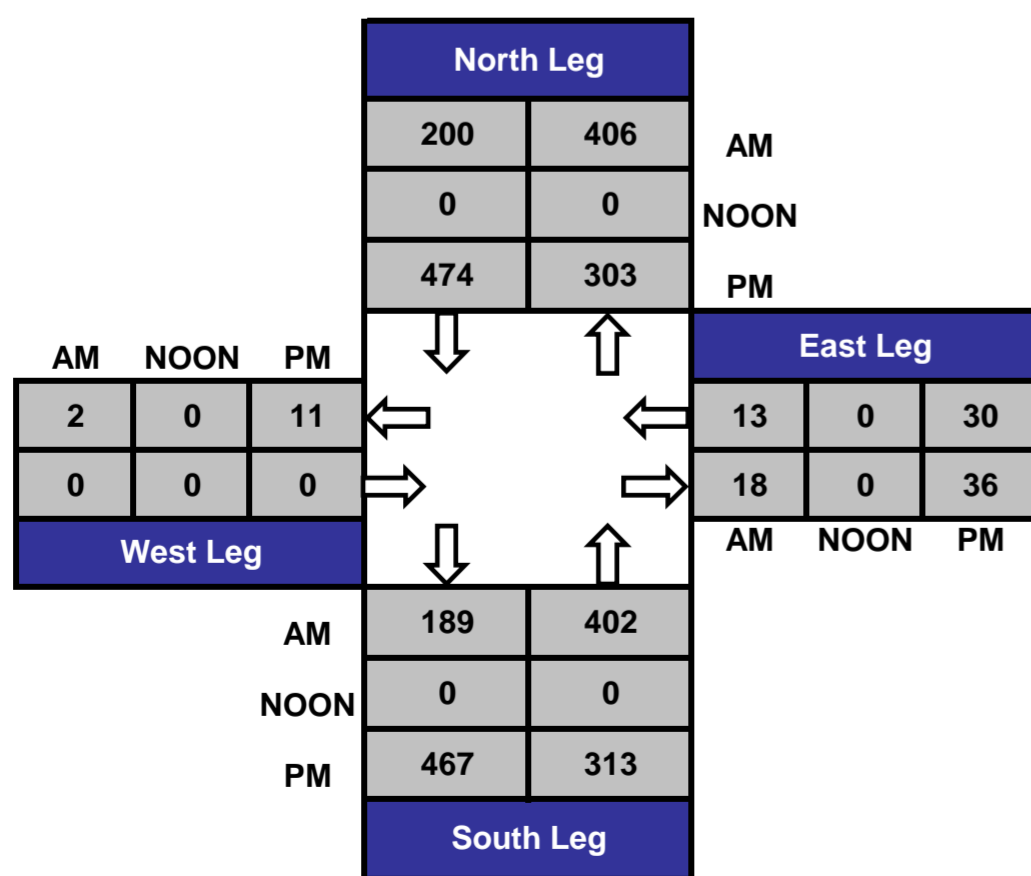 North Leg
200 406 AM
0 0 NOON
474 303 PM
AM NOON PM East Leg
2 0 11 13 0 30
0 0 0 18 0 36
West Leg AM NOON PM
AM 189 402
NOON 0 0
PM 467 313
South Leg